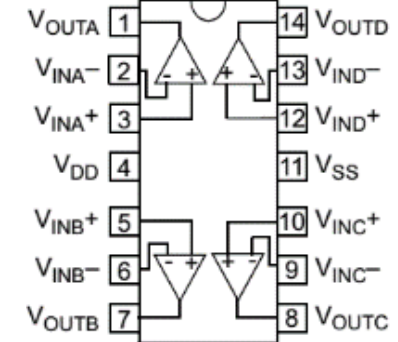 VOUTA 1 14 VOUTD
VINA− 2 - + + - 13 VIND−
VINA+ 3 12 VIND+
VDD 4 11 VSS
VINB+ 5 10 VINC+
VINB− 6 - + + - 9 VINC−
VOUTB 7 8 VOUTC